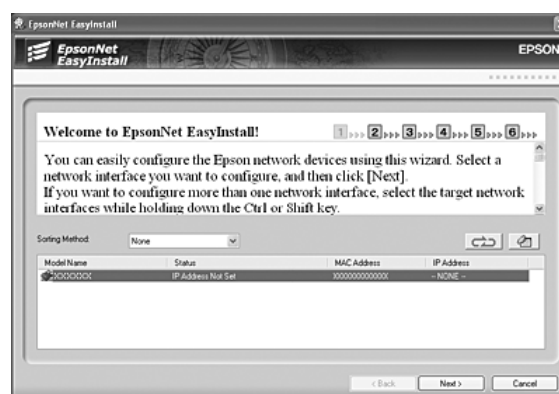 EpsonNet EasyInstall
EpsonNet
EasyInstall
EPSON
Welcome to EpsonNet EasyInstall!
1 2 3 4 5 6
You can easily configure the Epson network devices using this wizard. Select a
network interface you want to configure, and then click [Next].
If you want to configure more than one network interface, select the target network
interfaces while holding down the Ctrl or Shift key.
Sorting Method: None
Model Name Status MAC Address IP Address
IP Address Not Set -- NONE --
< Back Next > Cancel